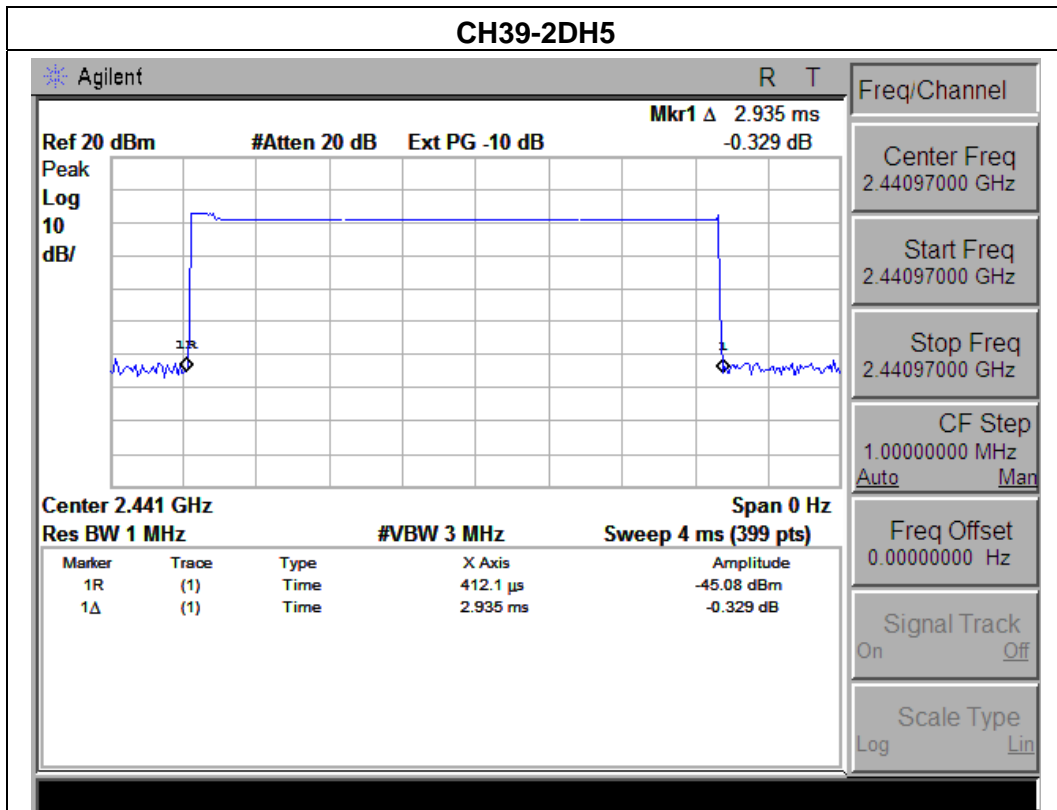 CH39-2DH5
Agilent R T
Mkr1 Δ 2.935 ms
Ref 20 dBm #Atten 20 dB Ext PG -10 dB -0.329 dB
Peak
Log
10
dB/
1R
1
Center 2.441 GHz Span 0 Hz
Res BW 1 MHz #VBW 3 MHz Sweep 4 ms (399 pts)
Marker Trace Type X Axis Amplitude
1R (1) Time 412.1 µs -45.08 dBm
1Δ (1) Time 2.935 ms -0.329 dB
Freq/Channel
Center Freq
2.44097000 GHz
Start Freq
2.44097000 GHz
Stop Freq
2.44097000 GHz
CF Step
1.00000000 MHz
Auto Man
Freq Offset
0.00000000 Hz
Signal Track
On Off
Scale Type
Log Lin